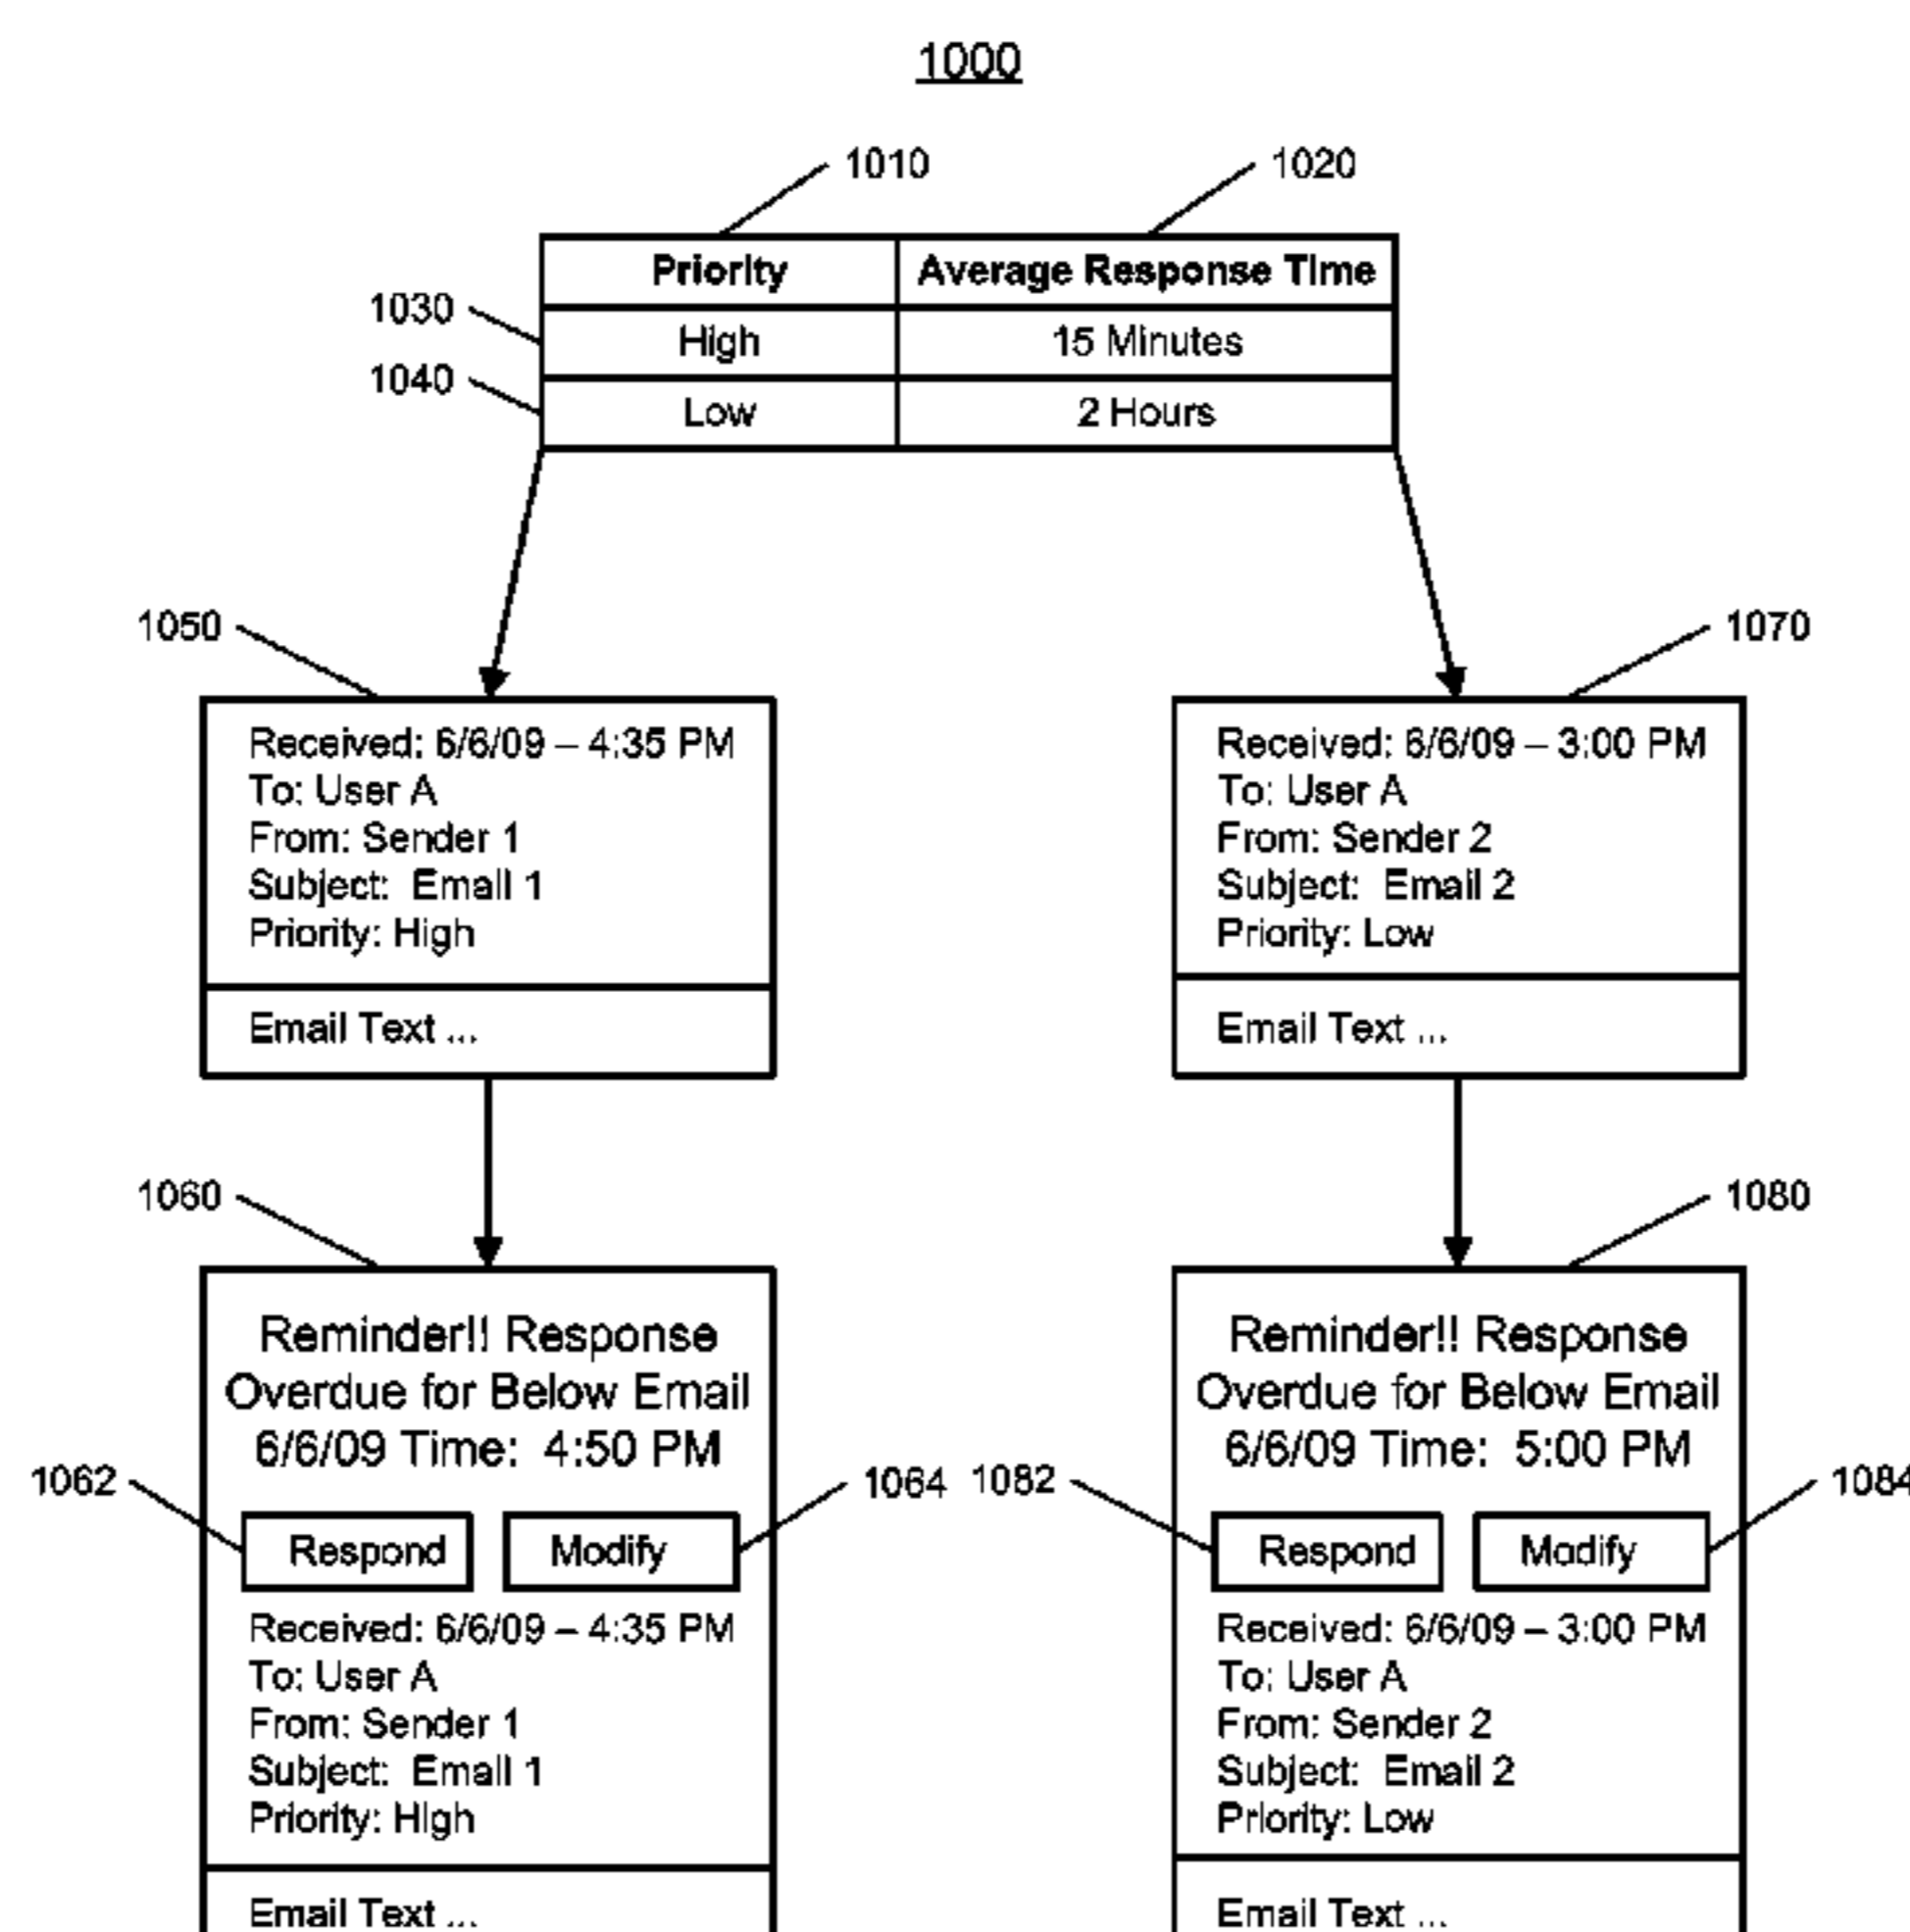 1000
1010
1020
Priority
Average Response Time
1030
High
15 Minutes
1040
Low
2 Hours
1050
Received: 6/6/09 – 4:35 PM
To: User A
From: Sender 1
Subject: Email 1
Priority: High
Email Text ...
1070
Received: 6/6/09 – 3:00 PM
To: User A
From: Sender 2
Subject: Email 2
Priority: Low
Email Text ...
1060
Reminder!! Response
Overdue for Below Email
6/6/09 Time: 4:50 PM
1062
Respond
Modify
1064
Received: 6/6/09 – 4:35 PM
To: User A
From: Sender 1
Subject: Email 1
Priority: High
Email Text ...
1080
Reminder!! Response
Overdue for Below Email
6/6/09 Time: 5:00 PM
1082
Respond
Modify
1084
Received: 6/6/09 – 3:00 PM
To: User A
From: Sender 2
Subject: Email 2
Priority: Low
Email Text ...